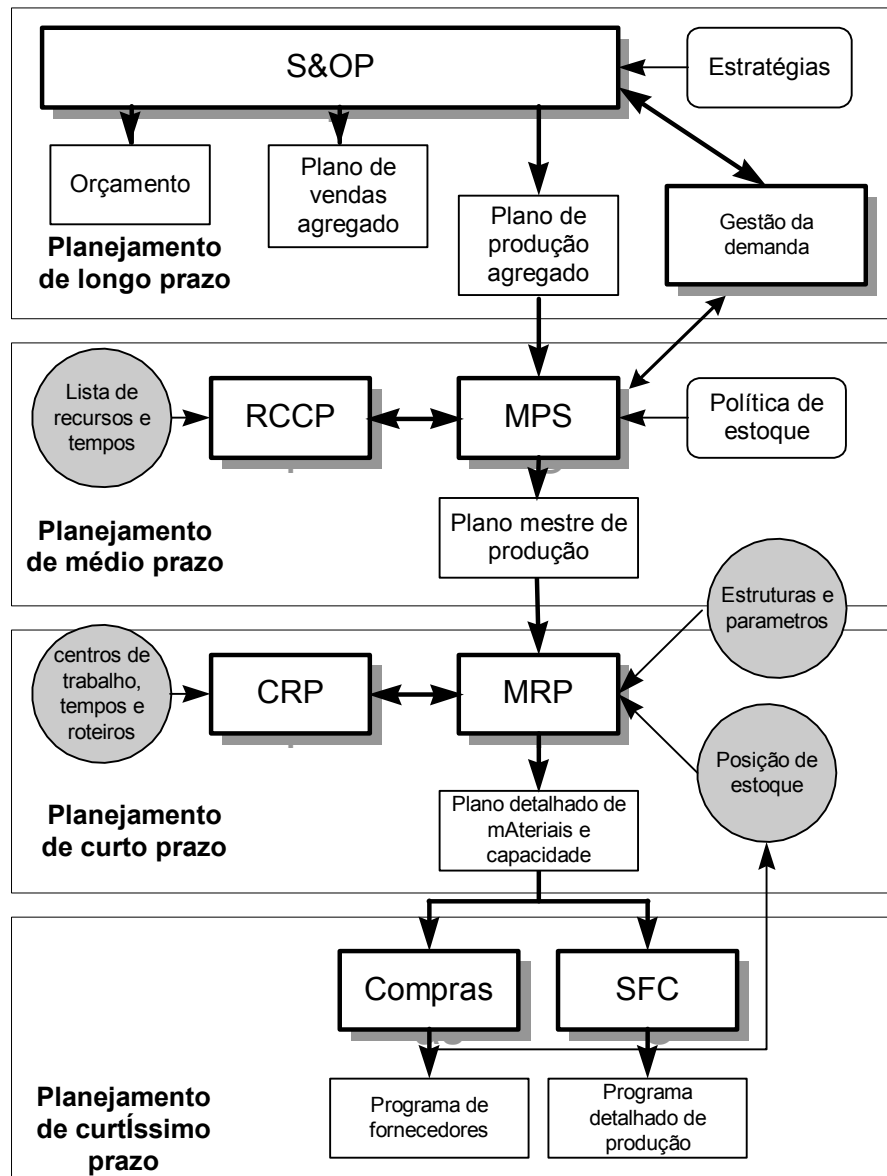 S&OP
Estratégias
Orçamento
Plano de
vendas
agregado
Plano de
produção
agregado
Gestão da
demanda
Planejamento
de longo prazo
Lista de
recursos e
tempos
RCCP
MPS
Política de
estoque
Planejamento
de médio prazo
Plano mestre de
produção
Estruturas e
parametros
centros de
trabalho,
tempos e
roteiros
CRP
MRP
Posição de
estoque
Planejamento
de curto prazo
Plano detalhado de
mAteriais e
capacidade
Compras
SFC
Planejamento
de curtÍssimo
prazo
Programa de
fornecedores
Programa
detalhado de
produção